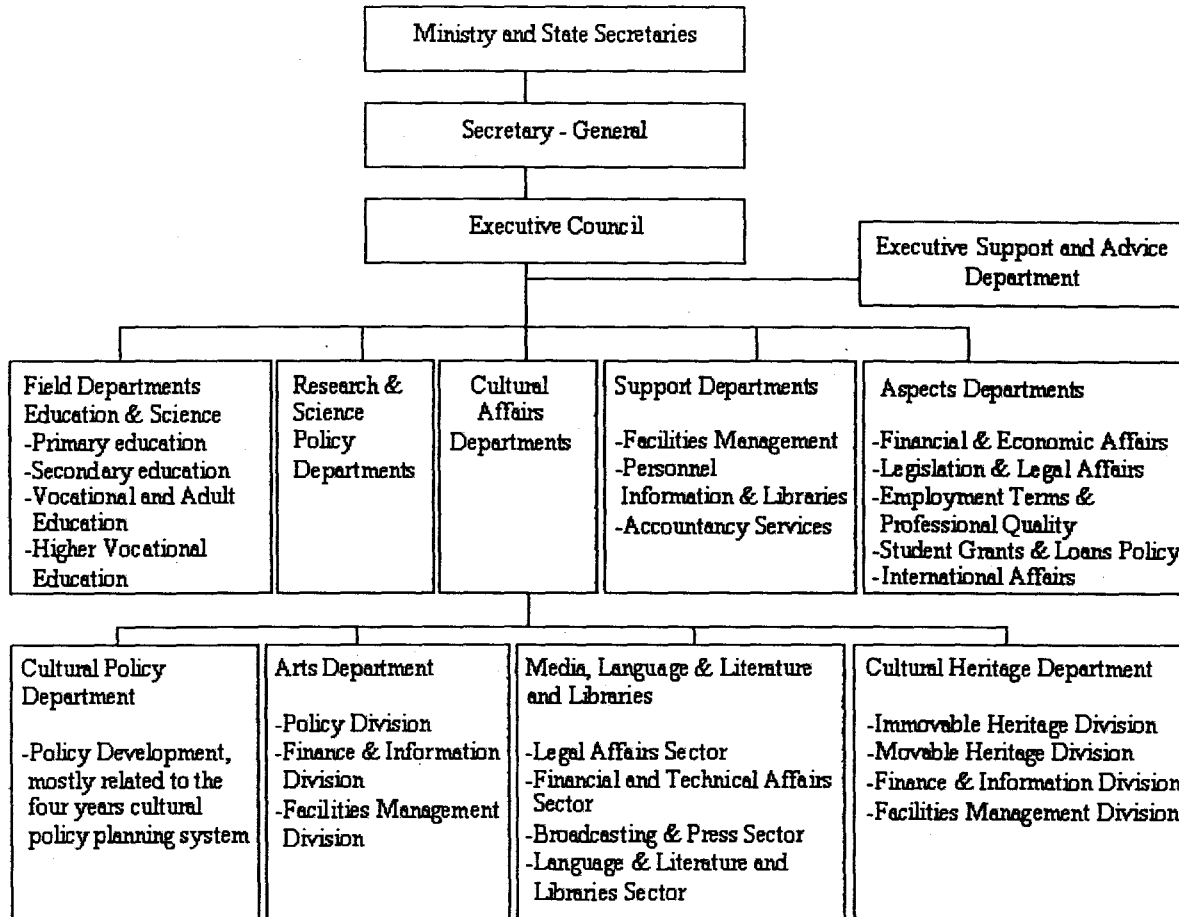 Ministry and State Secretaries
Secretary - General
Executive Council
Executive Support and Advice
Department
Field Departments
Education & Science
-Primary education
-Secondary education
-Vocational and Adult
Education
-Higher Vocational
Education
Research &
Science
Policy
Departments
Cultural
Affairs
Departments
Support Departments
-Facilities Management
-Personnel
Information & Libraries
-Accountancy Services
Aspects Departments
-Financial & Economic Affairs
-Legislation & Legal Affairs
-Employment Terms &
Professional Quality
-Student Grants & Loans Policy
-International Affairs
Cultural Policy
Department
-Policy Development,
mostly related to the
four years cultural
policy planning system
Arts Department
-Policy Division
-Finance & Information
Division
-Facilities Management
Division
Media, Language & Literature
and Libraries
-Legal Affairs Sector
-Financial and Technical Affairs
Sector
-Broadcasting & Press Sector
-Language & Literature and
Libraries Sector
Cultural Heritage Department
-Immovable Heritage Division
-Movable Heritage Division
-Finance & Information Division
-Facilities Management Division